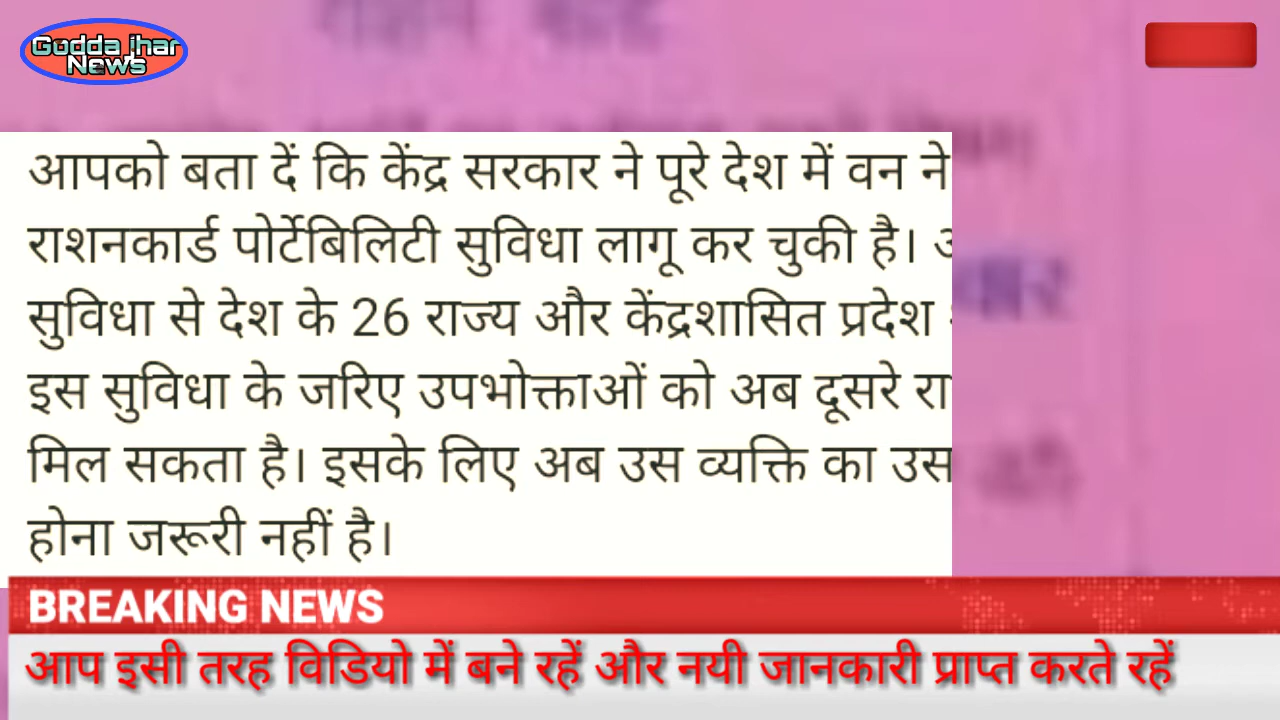 Godda jhar
News
आपको बता दें कि केंद्र सरकार ने पूरे देश में वन ने
राशनकार्ड पोर्टेबिलिटी सुविधा लागू कर चुकी है।
सुविधा से देश के 26 राज्य और केंद्रशासित प्रदेश
इस सुविधा के जरिए उपभोक्ताओं को अब दूसरे रा
मिल सकता है। इसके लिए अब उस व्यक्ति का उस
होना जरूरी नहीं है।
BREAKING NEWS
आप इसी तरह विडियो में बने रहें और नयी जानकारी प्राप्त करते रहें